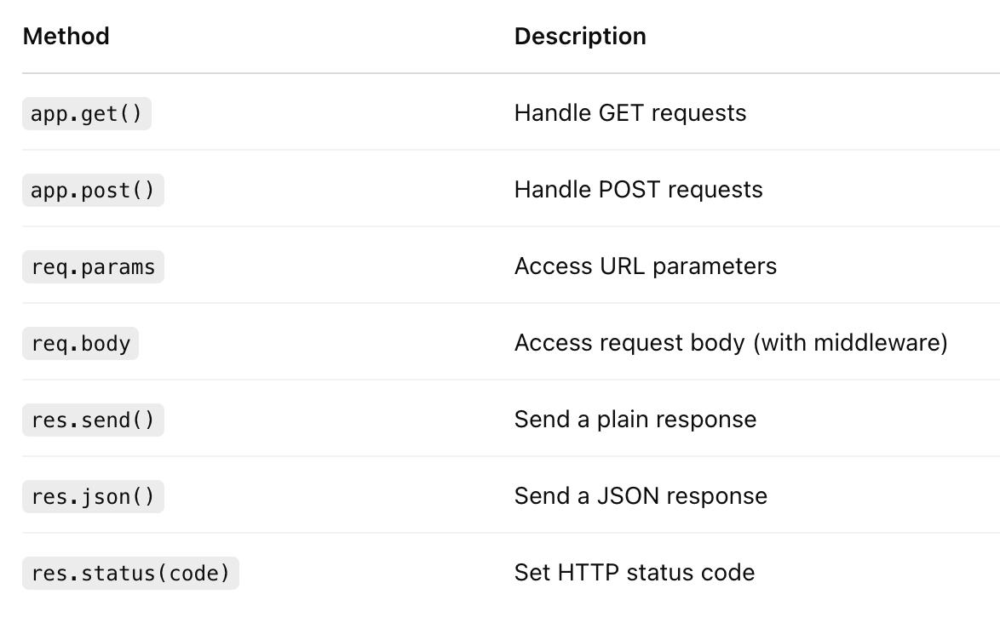 Method Description
app.get() Handle GET requests
app.post() Handle POST requests
req.params Access URL parameters
req.body Access request body (with middleware)
res.send() Send a plain response
res.json() Send a JSON response
res.status(code) Set HTTP status code